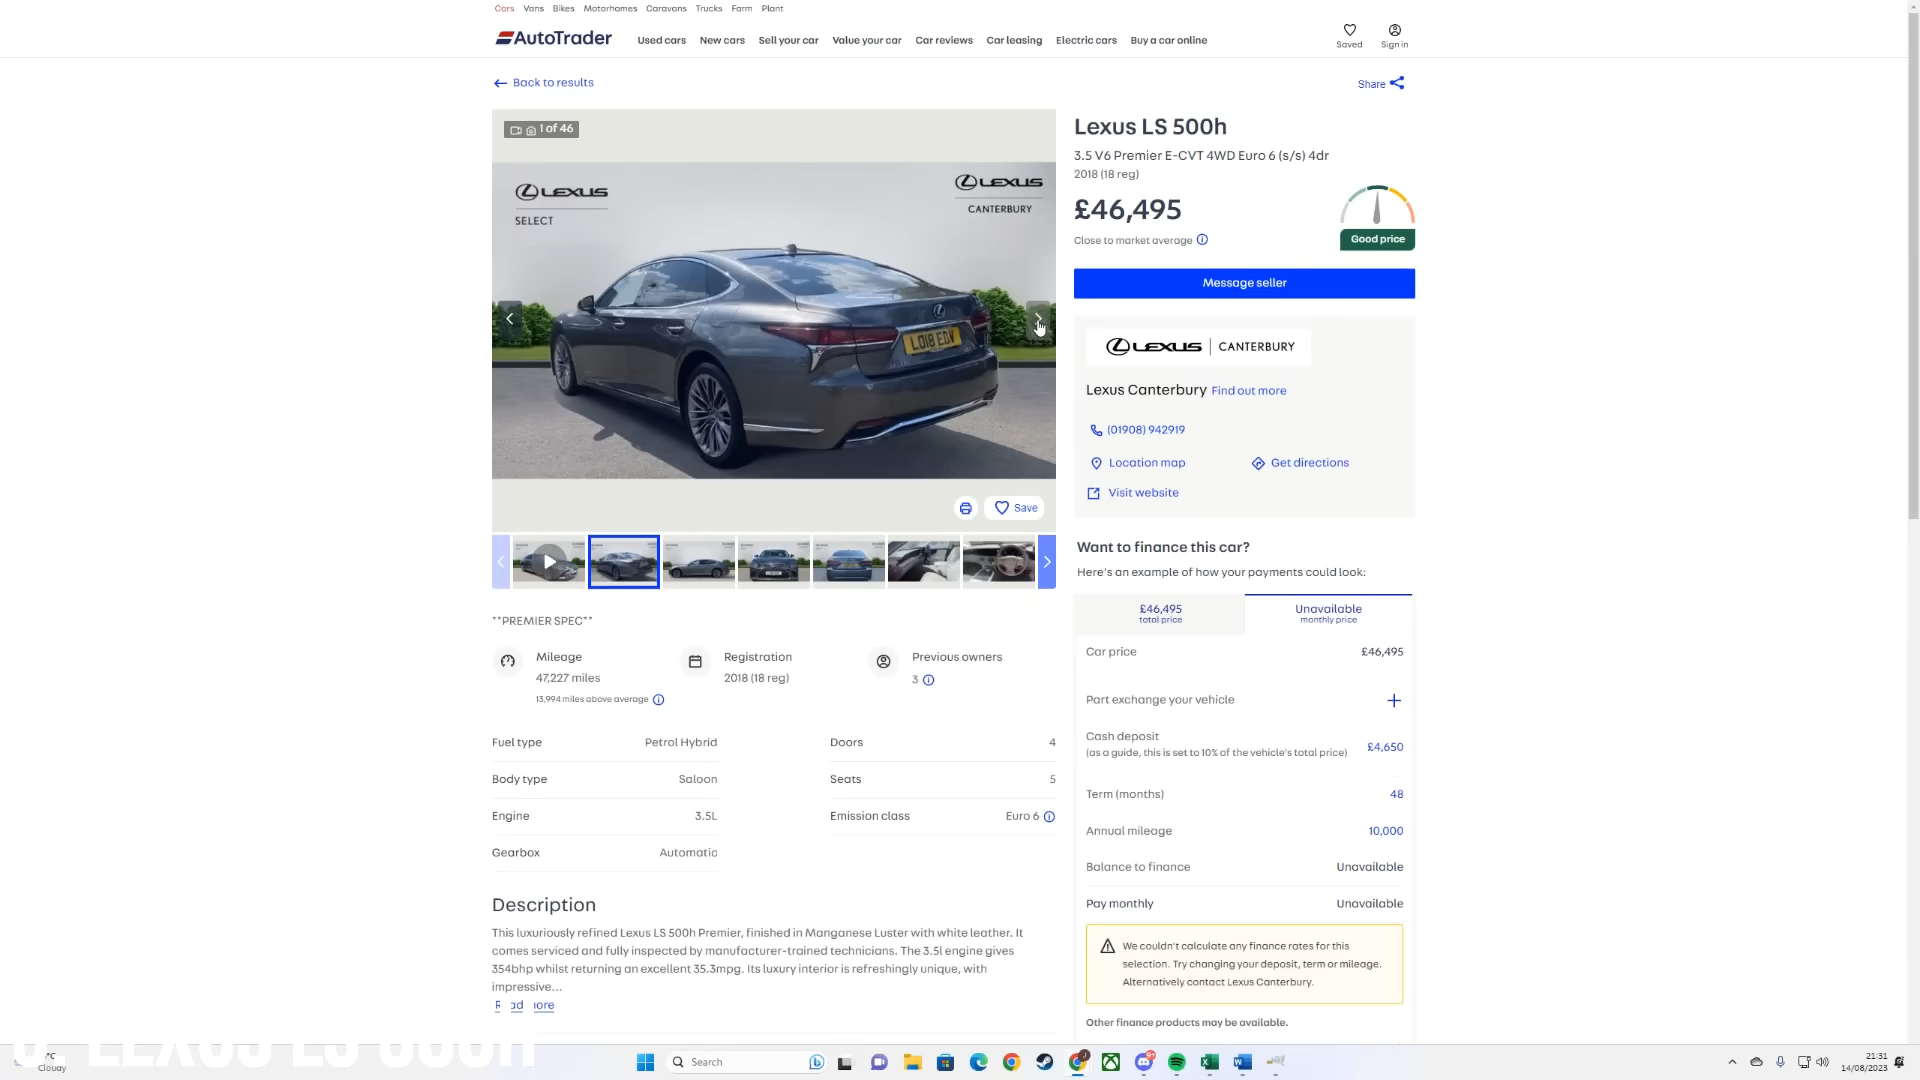 Cars Vans Bikes Motorhomes Caravans Trucks Farm Plant
AutoTrader Used cars New cars Sell your car Value your car Car reviews Car leasing Electric cars Buy a car online Saved Sign in
Back to results
Share
1 of 46
LEXUS
SELECT
LEXUS
CANTERBURY
LO18 EDV
Save
Lexus LS 500h
3.5 V6 Premier E-CVT 4WD Euro 6 (s/s) 4dr
2018 (18 reg)
£46,495
Close to market average
Good price
Message seller
LEXUS CANTERBURY
Lexus Canterbury Find out more
(01908) 942919
Location map Get directions
Visit website
**PREMIER SPEC**
Mileage
47,227 miles
13,994 miles above average
Registration
2018 (18 reg)
Previous owners
3
Fuel type Petrol Hybrid
Body type Saloon
Engine 3.5L
Gearbox Automatic
Doors 4
Seats 5
Emission class Euro 6
Description
This luxuriously refined Lexus LS 500h Premier, finished in Manganese Luster with white leather. It
comes serviced and fully inspected by manufacturer-trained technicians. The 3.5l engine gives
354bhp whilst returning an excellent 35.3mpg. Its luxury interior is refreshingly unique, with
impressive...
Want to finance this car?
Here's an example of how your payments could look:
£46,495
total price
Unavailable
monthly price
Car price £46,495
Part exchange your vehicle
Cash deposit
(as a guide, this is set to 10% of the vehicle's total price) £4,650
Term (months) 48
Annual mileage 10,000
Balance to finance Unavailable
Pay monthly Unavailable
We couldn't calculate any finance rates for this
selection. Try changing your deposit, term or mileage.
Alternatively contact Lexus Canterbury.
Other finance products may be available.
Search
21:31
14/08/2023